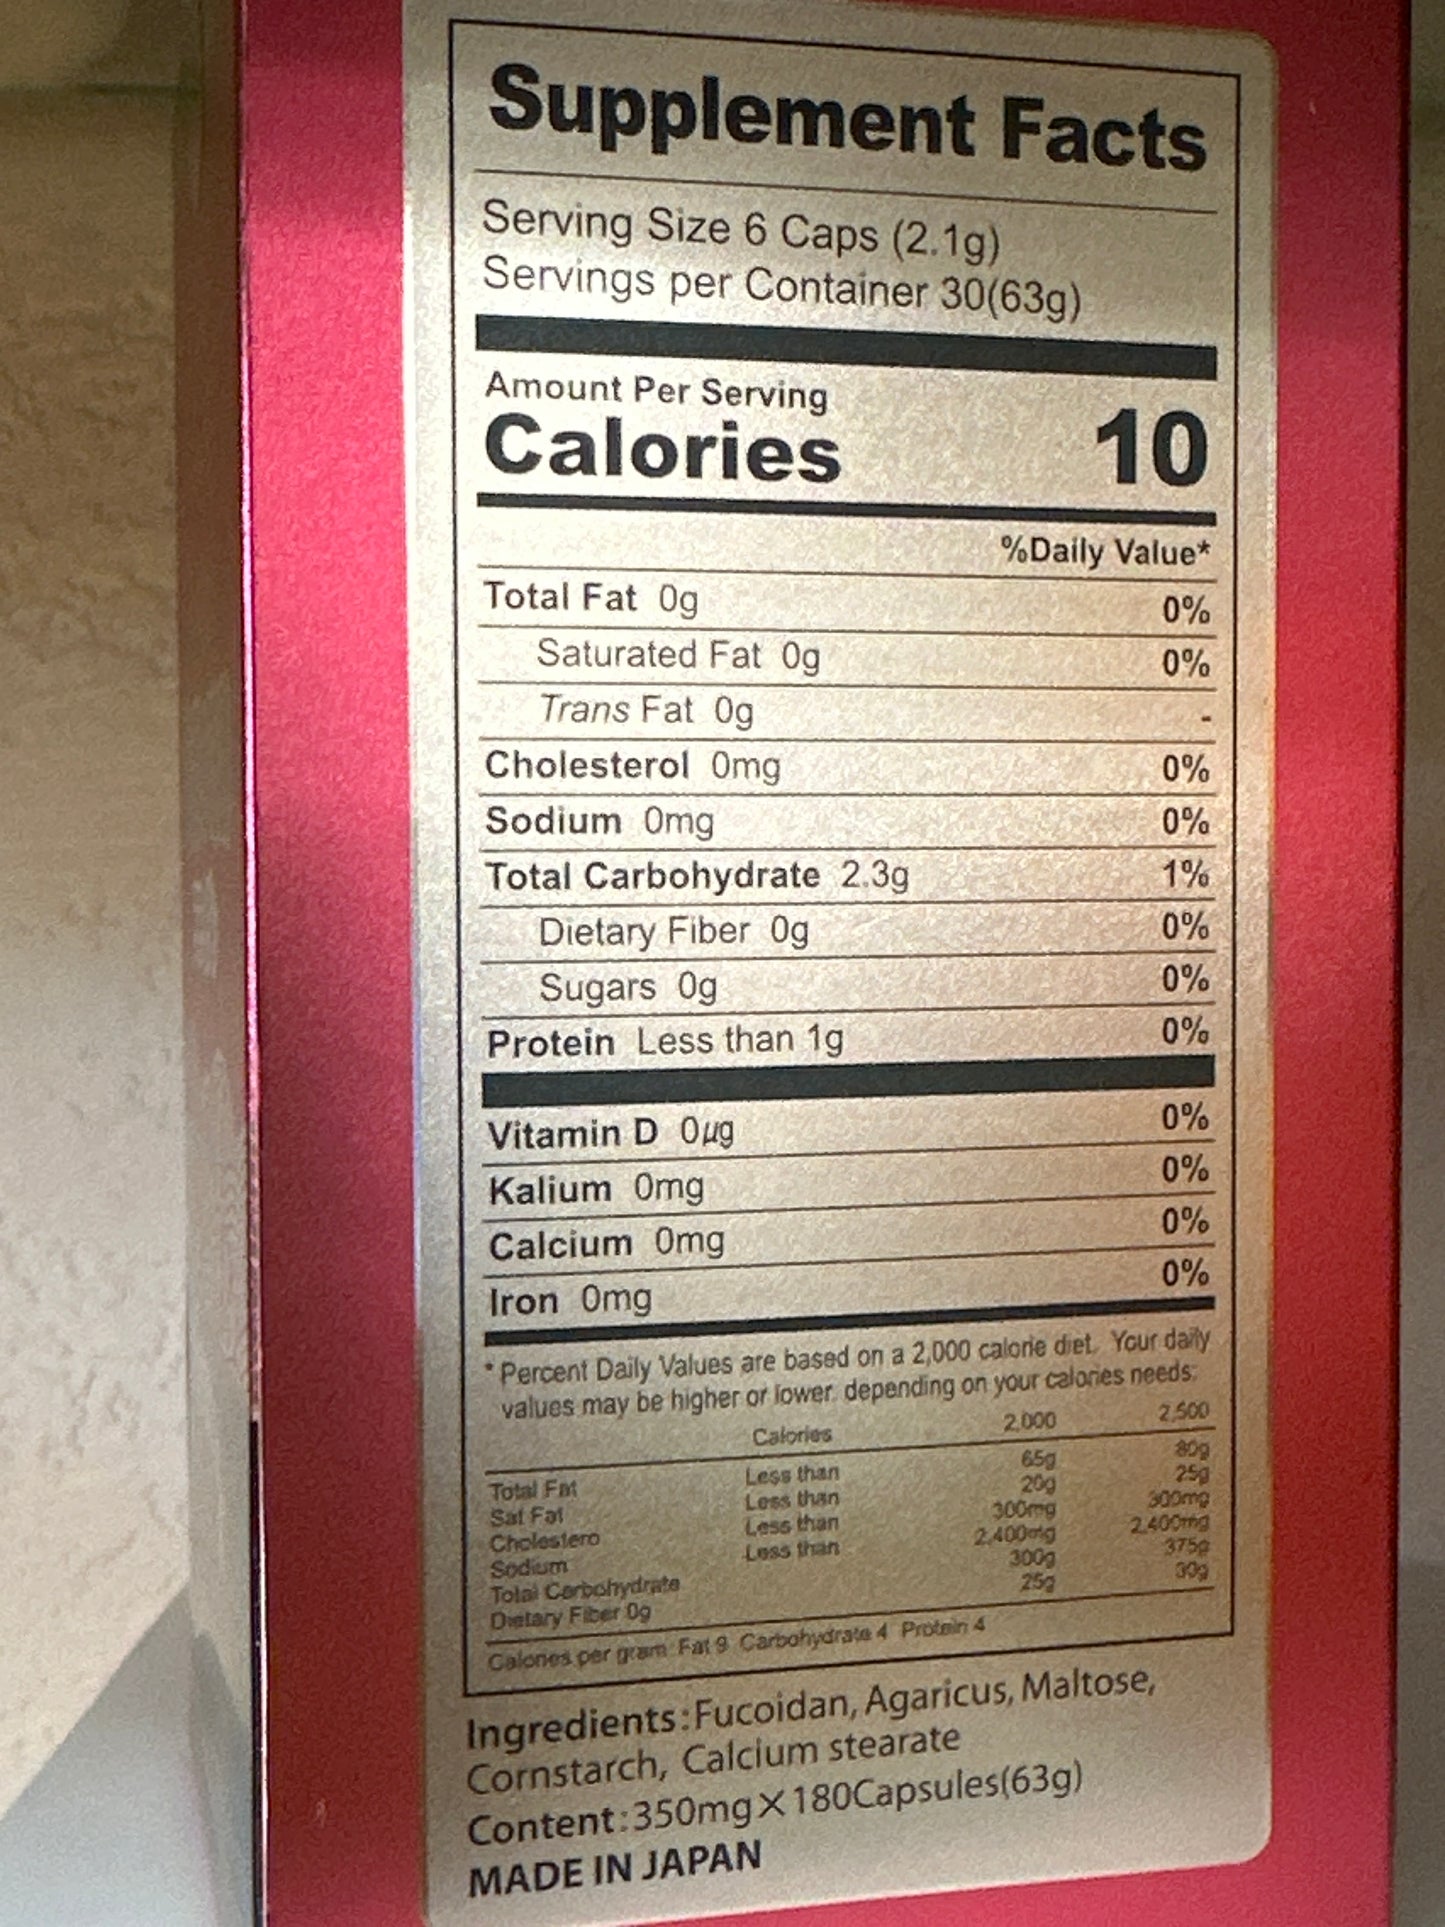 Supplement Facts
Serving Size 6 Caps (2.1g)
Servings per Container 30(63g)
Amount Per Serving
Calories 10
%Daily Value*
Total Fat 0g 0%
Saturated Fat 0g 0%
Trans Fat 0g -
Cholesterol 0mg 0%
Sodium 0mg 0%
Total Carbohydrate 2.3g 1%
Dietary Fiber 0g 0%
Sugars 0g 0%
Protein Less than 1g 0%
Vitamin D 0µg 0%
Kalium 0mg 0%
Calcium 0mg 0%
Iron 0mg 0%
* Percent Daily Values are based on a 2,000 calorie diet. Your daily
values may be higher or lower depending on your calories needs:
Calories 2,000 2,500
Total Fat Less than 65g 80g
Sat Fat Less than 20g 25g
Cholestero Less than 300mg 300mg
Sodium Less than 2,400mg 2,400mg
Total Carbohydrate 300g 375g
Dietary Fiber 0g 25g 30g
Calories per gram: Fat 9 Carbohydrate 4 Protein 4
Ingredients:Fucoidan, Agaricus, Maltose,
Cornstarch, Calcium stearate
Content:350mg×180Capsules(63g)
MADE IN JAPAN